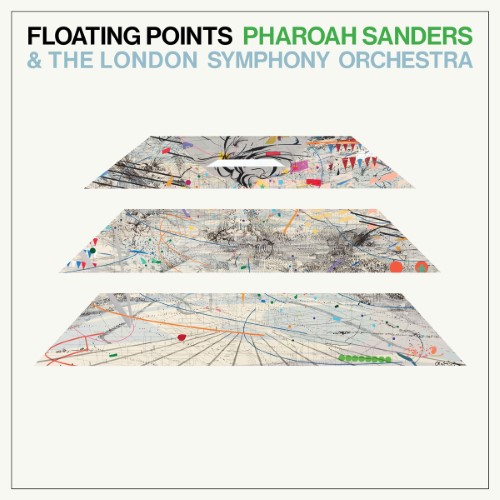 FLOATING POINTS PHAROAH SANDERS
& THE LONDON SYMPHONY ORCHESTRA